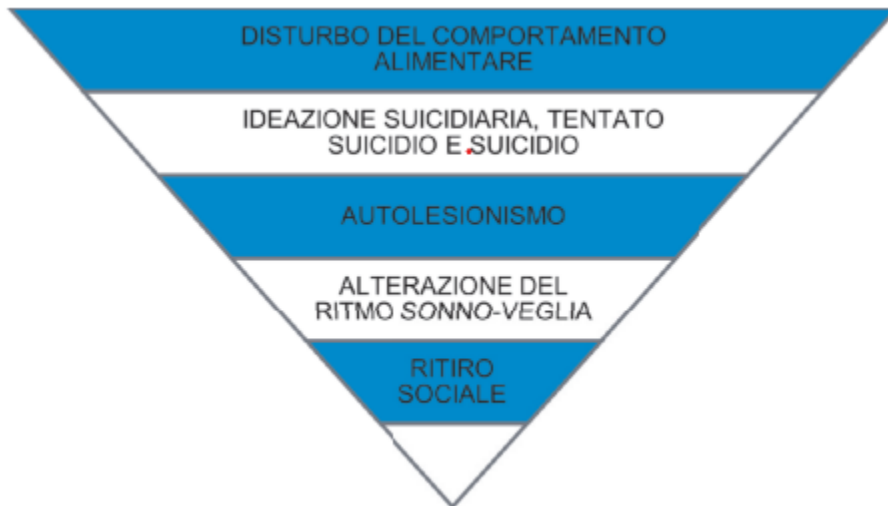 DISTURBO DEL COMPORTAMENTO
ALIMENTARE
IDEAZIONE SUICIDIARIA, TENTATO
SUICIDIO E SUICIDIO
AUTOLESIONISMO
ALTERAZIONE DEL
RITMO SONNO-VEGLIA
RITIRO
SOCIALE